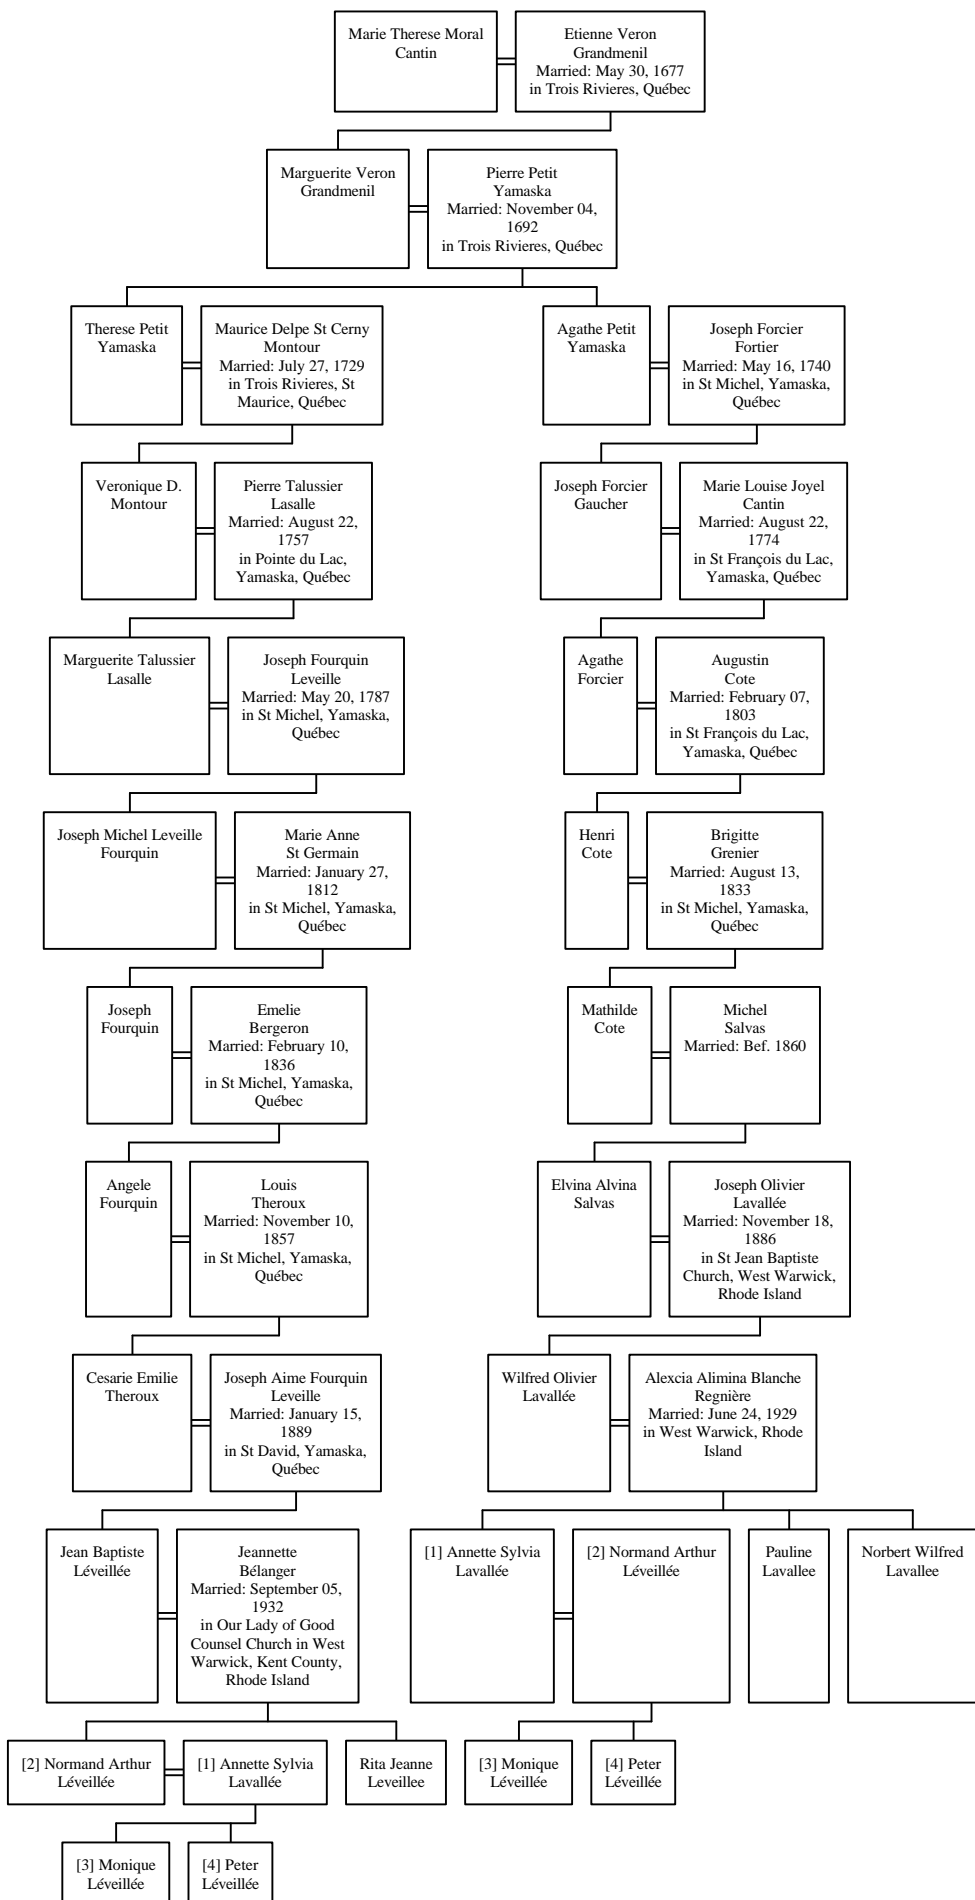 Marie Therese Moral
Cantin
Etienne Veron
Grandmenil
Married: May 30, 1677
in Trois Rivieres, Québec
Marguerite Veron
Grandmenil
Pierre Petit
Yamaska
Married: November 04,
1692
in Trois Rivieres, Québec
Therese Petit
Yamaska
Maurice Delpe St Cerny
Montour
Married: July 27, 1729
in Trois Rivieres, St
Maurice, Québec
Agathe Petit
Yamaska
Joseph Forcier
Fortier
Married: May 16, 1740
in St Michel, Yamaska,
Québec
Veronique D.
Montour
Pierre Talussier
Lasalle
Married: August 22,
1757
in Pointe du Lac,
Yamaska, Québec
Joseph Forcier
Gaucher
Marie Louise Joyel
Cantin
Married: August 22,
1774
in St François du Lac,
Yamaska, Québec
Marguerite Talussier
Lasalle
Joseph Fourquin
Leveille
Married: May 20, 1787
in St Michel, Yamaska,
Québec
Agathe
Forcier
Augustin
Cote
Married: February 07,
1803
in St François du Lac,
Yamaska, Québec
Joseph Michel Leveille
Fourquin
Marie Anne
St Germain
Married: January 27,
1812
in St Michel, Yamaska,
Québec
Henri
Cote
Brigitte
Grenier
Married: August 13,
1833
in St Michel, Yamaska,
Québec
Joseph
Fourquin
Emelie
Bergeron
Married: February 10,
1836
in St Michel, Yamaska,
Québec
Mathilde
Cote
Michel
Salvas
Married: Bef. 1860
Angele
Fourquin
Louis
Theroux
Married: November 10,
1857
in St Michel, Yamaska,
Québec
Elvina Alvina
Salvas
Joseph Olivier
Lavallée
Married: November 18,
1886
in St Jean Baptiste
Church, West Warwick,
Rhode Island
Cesarie Emilie
Theroux
Joseph Aime Fourquin
Leveille
Married: January 15,
1889
in St David, Yamaska,
Québec
Wilfred Olivier
Lavallée
Alexcia Alimina Blanche
Regnière
Married: June 24, 1929
in West Warwick, Rhode
Island
Jean Baptiste
Léveillée
Jeannette
Bélanger
Married: September 05,
1932
in Our Lady of Good
Counsel Church in West
Warwick, Kent County,
Rhode Island
[1] Annette Sylvia
Lavallée
[2] Normand Arthur
Léveillée
Pauline
Lavallee
Norbert Wilfred
Lavallee
[2] Normand Arthur
Léveillée
[1] Annette Sylvia
Lavallée
Rita Jeanne
Leveillee
[3] Monique
Léveillée
[4] Peter
Léveillée
[3] Monique
Léveillée
[4] Peter
Léveillée